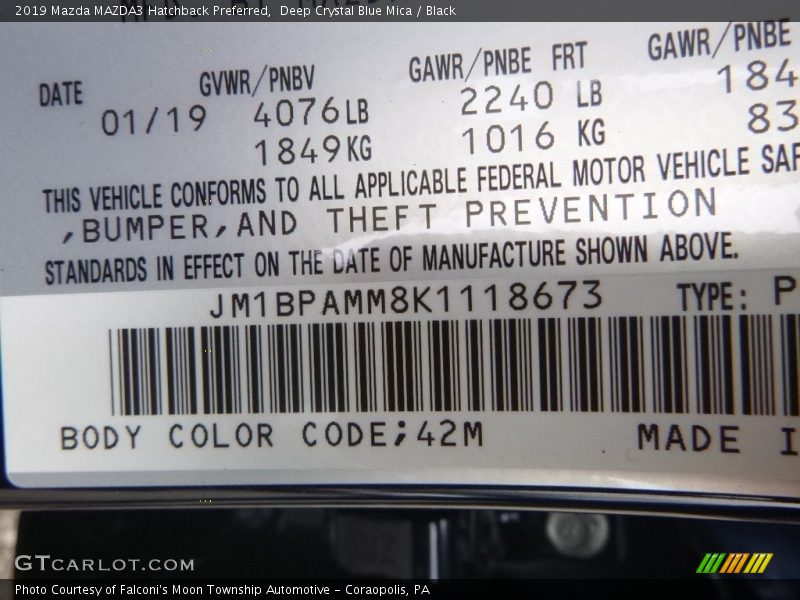 2019 Mazda MAZDA3 Hatchback Preferred, Deep Crystal Blue Mica / Black
DATE GVWR/PNBV GAWR/PNBE FRT GAWR/PNBE
01/19 4076LB 2240 LB 184
1849KG 1016 KG 83
THIS VEHICLE CONFORMS TO ALL APPLICABLE FEDERAL MOTOR VEHICLE SAF
,BUMPER,AND THEFT PREVENTION
STANDARDS IN EFFECT ON THE DATE OF MANUFACTURE SHOWN ABOVE.
JM1BPAMM8K1118673 TYPE: P
BODY COLOR CODE;42M MADE I
GTCARLOT.COM
Photo Courtesy of Falconi's Moon Township Automotive - Coraopolis, PA